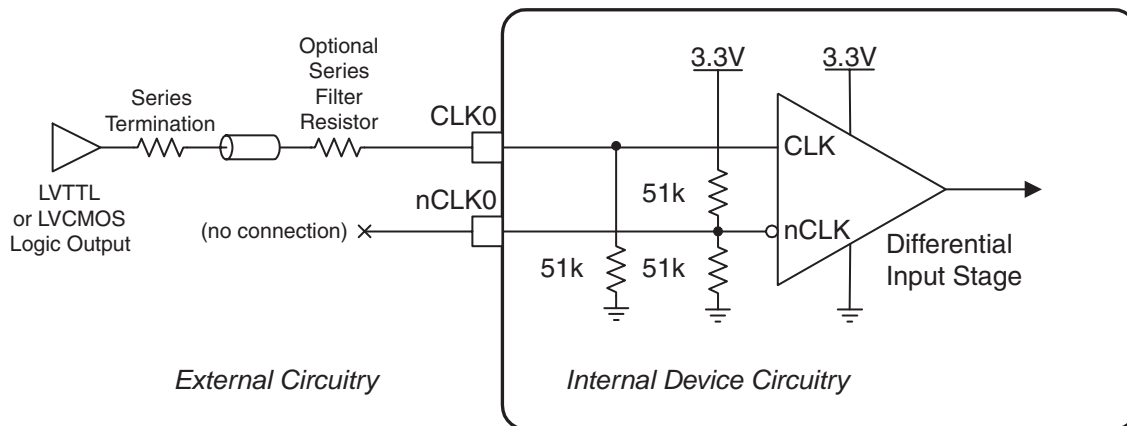 Optional
Series
Filter
Resistor
Series
Termination
LVTTL
or LVCMOS
Logic Output
CLK0
nCLK0
(no connection)
3.3V
3.3V
CLK
51k
nCLK
51k
51k
Differential
Input Stage
External Circuitry
Internal Device Circuitry